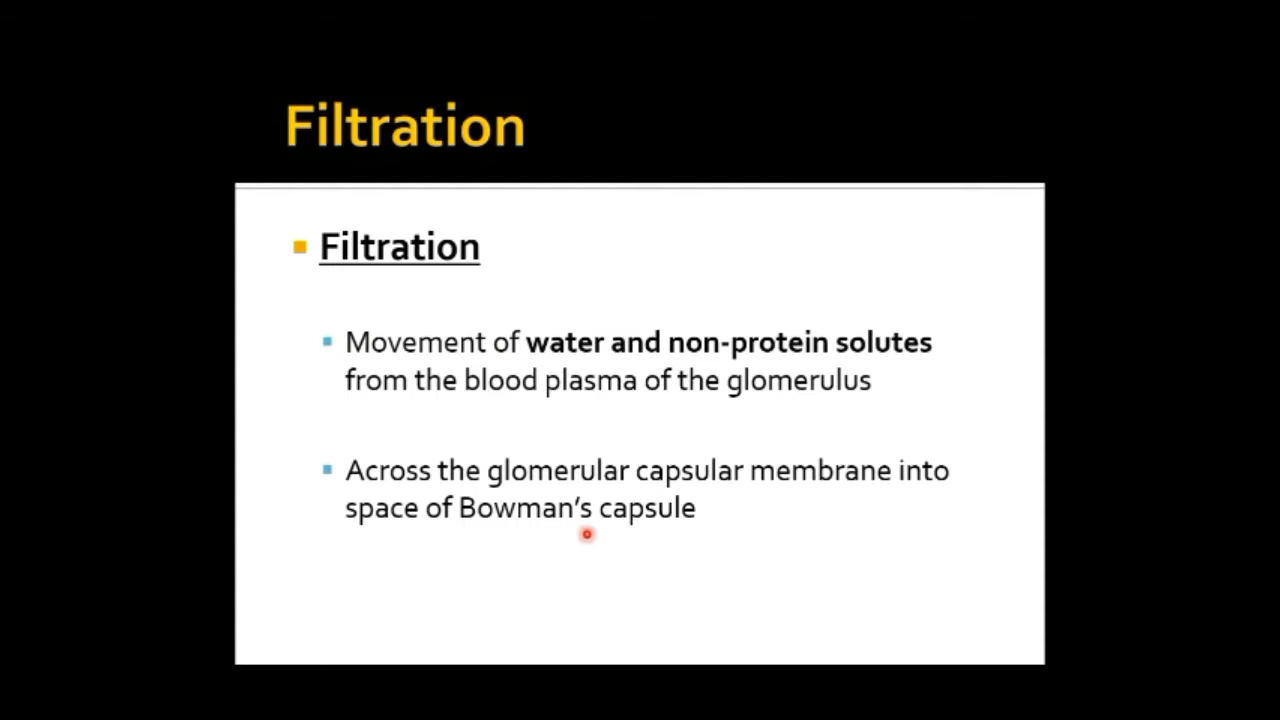 Filtration
Filtration
Movement of water and non-protein solutes
from the blood plasma of the glomerulus
Across the glomerular capsular membrane into
space of Bowman's capsule